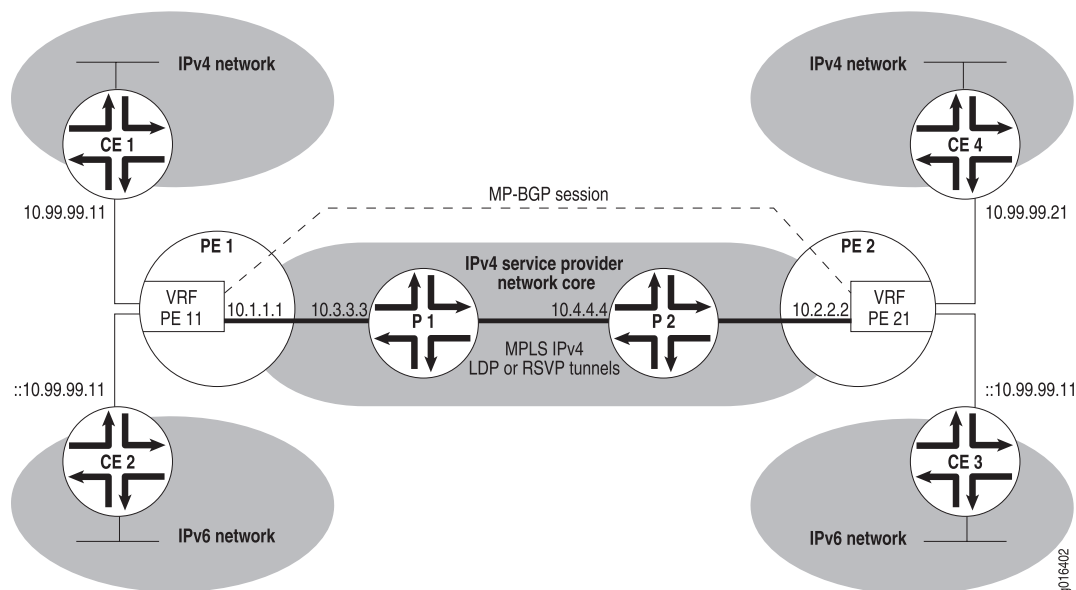 IPv4 network
IPv4 network
CE 1
CE 4
MP-BGP session
10.99.99.11
10.99.99.21
PE 1
PE 2
IPv4 service provider
network core
VRF
PE 11
10.1.1.1
10.3.3.3
P 1
10.4.4.4
P 2
10.2.2.2
VRF
PE 21
MPLS IPv4
LDP or RSVP tunnels
::10.99.99.11
::10.99.99.11
CE 2
CE 3
IPv6 network
IPv6 network
g016402